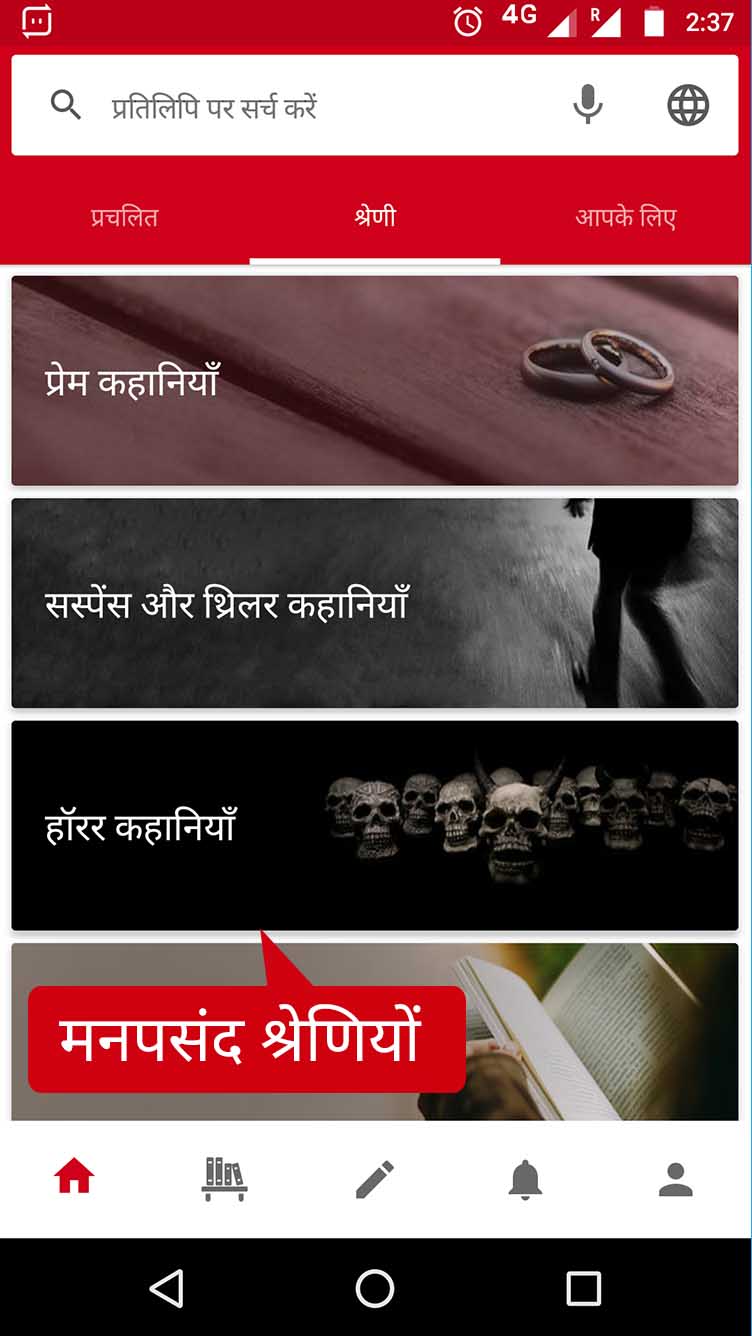 4G R 2:37
प्रतिलिपि पर सर्च करें
प्रचलित श्रेणी आपके लिए
प्रेम कहानियाँ
सस्पेंस और थ्रिलर कहानियाँ
हॉरर कहानियाँ
मनपसंद श्रेणियों